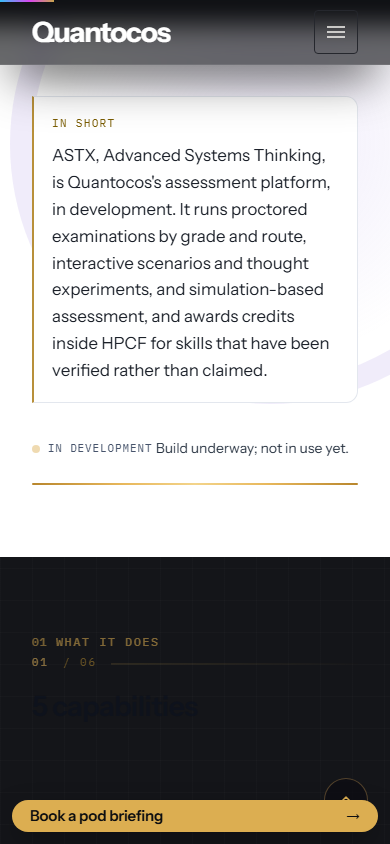 Quantocos
IN SHORT
ASTX, Advanced Systems Thinking,
is Quantocos's assessment platform,
in development. It runs proctored
examinations by grade and route,
interactive scenarios and thought
experiments, and simulation-based
assessment, and awards credits
inside HPCF for skills that have been
verified rather than claimed.
IN DEVELOPMENT Build underway; not in use yet.
01 WHAT IT DOES
01 / 06
5 capabilities
Book a pod briefing →